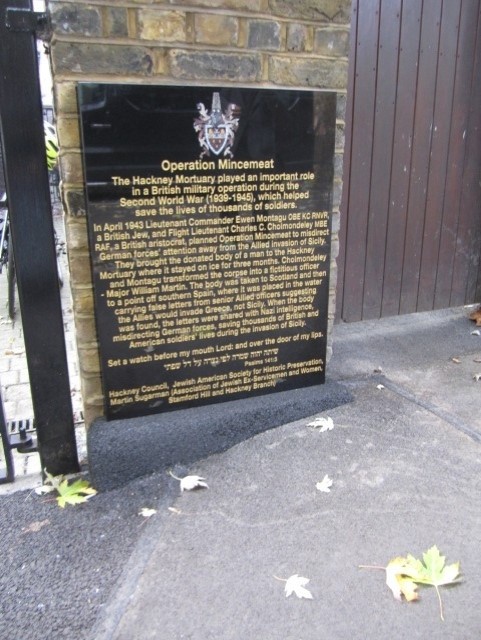 Operation Mincemeat
The Hackney Mortuary played an important role
in a British military operation during the
Second World War (1939-1945), which helped
save the lives of thousands of soldiers.
In April 1943 Lieutenant Commander Ewen Montagu OBE KC RNVR,
a British Jew, and Flight Lieutenant Charles C. Cholmondeley MBE
RAF, a British aristocrat, planned Operation Mincemeat to misdirect
German forces' attention away from the Allied invasion of Sicily.
They brought the donated body of a man to the Hackney
Mortuary where it stayed on ice for three months. Cholmondeley
and Montagu transformed the corpse into a fictitious officer
- Major William Martin. The body was taken to Scotland and then
to a point off southern Spain, where it was placed in the water
carrying false letters from senior Allied officers suggesting
the Allies would invade Greece, not Sicily. When the body
was found, the letters were shared with Nazi intelligence,
misdirecting German forces, saving thousands of British and
American soldiers' lives during the invasion of Sicily.
Set a watch before my mouth Lord: and over the door of my lips.
שיתה יהוה שמרה לפי נצרה על דל שפתי
Psalms 141:3
Hackney Council, Jewish American Society for Historic Preservation,
Martin Sugarman (Association of Jewish Ex-Servicemen and Women,
Stamford Hill and Hackney Branch)